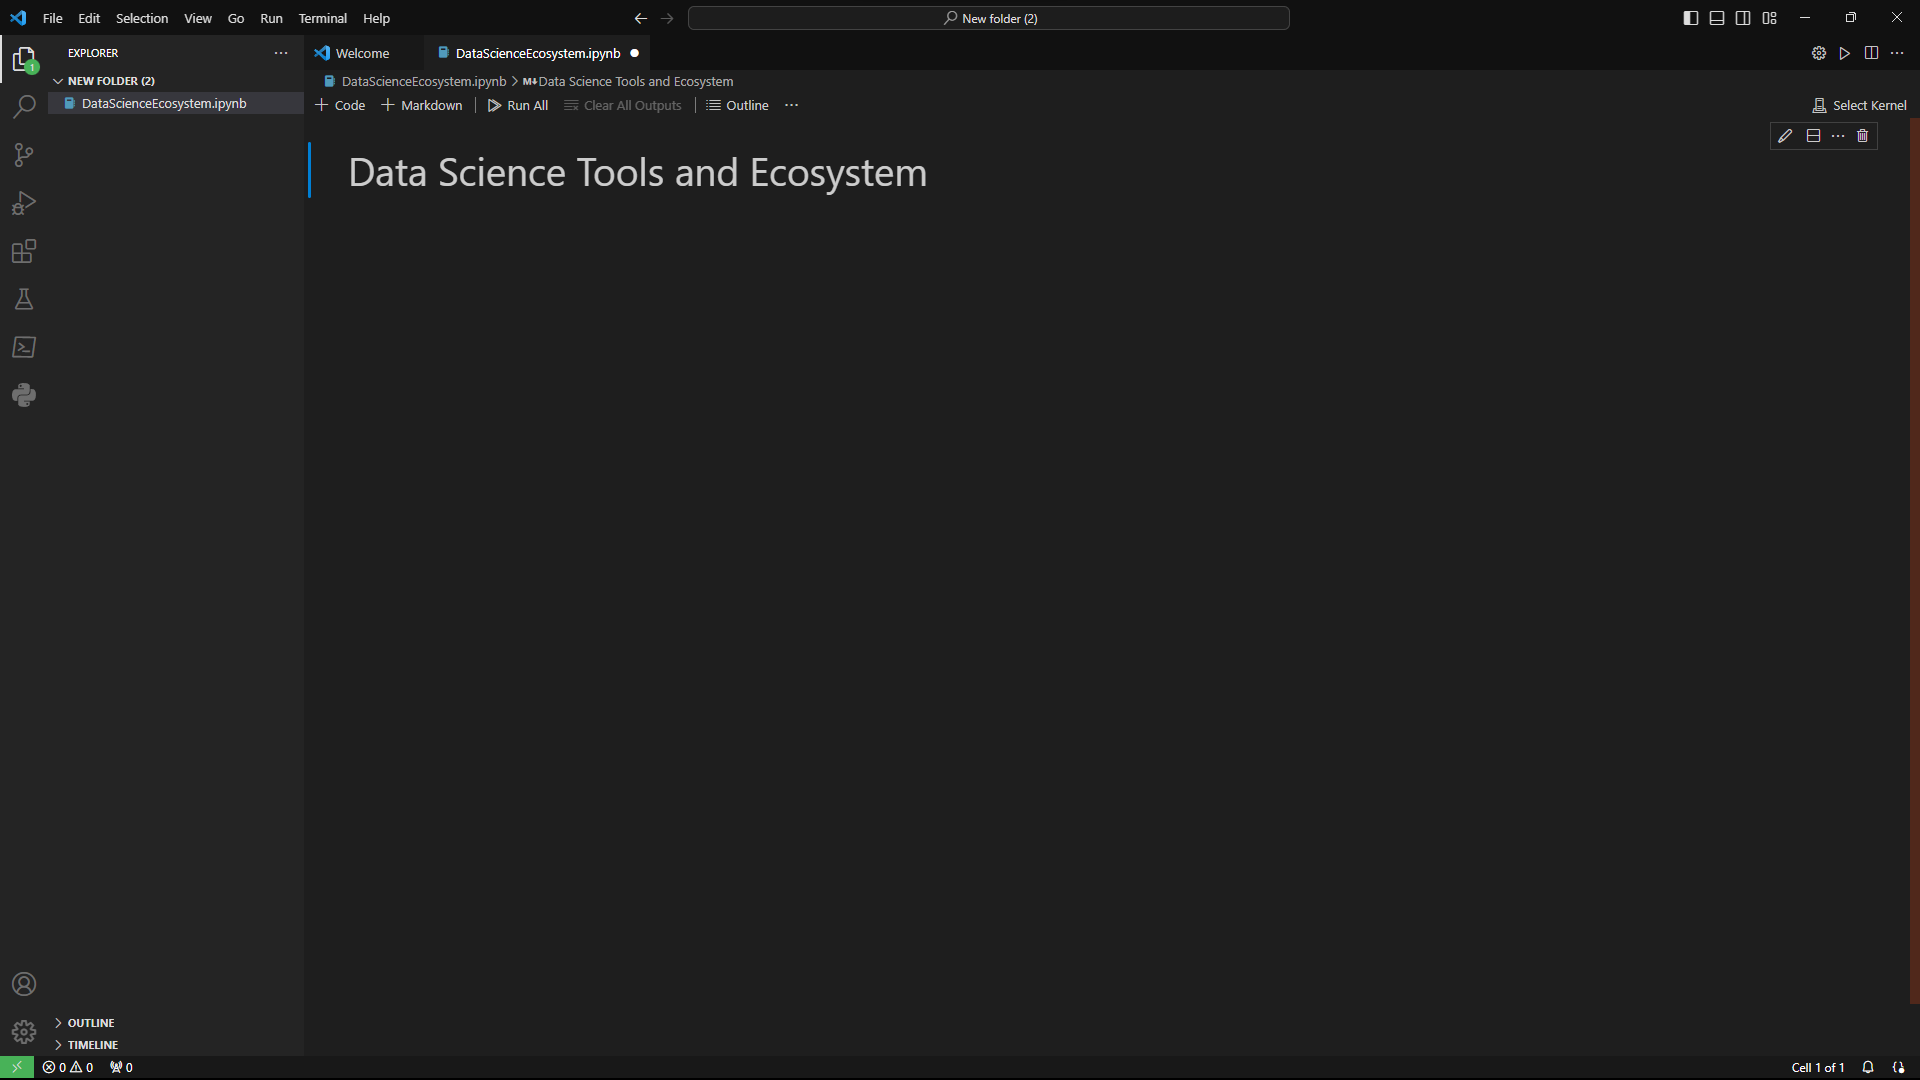 File Edit Selection View Go Run Terminal Help
New folder (2)
EXPLORER
Welcome
DataScienceEcosystem.ipynb
1
NEW FOLDER (2)
DataScienceEcosystem.ipynb > M↓Data Science Tools and Ecosystem
DataScienceEcosystem.ipynb
Code Markdown Run All Clear All Outputs Outline
Select Kernel
Data Science Tools and Ecosystem
OUTLINE
TIMELINE
0 0 0
Cell 1 of 1